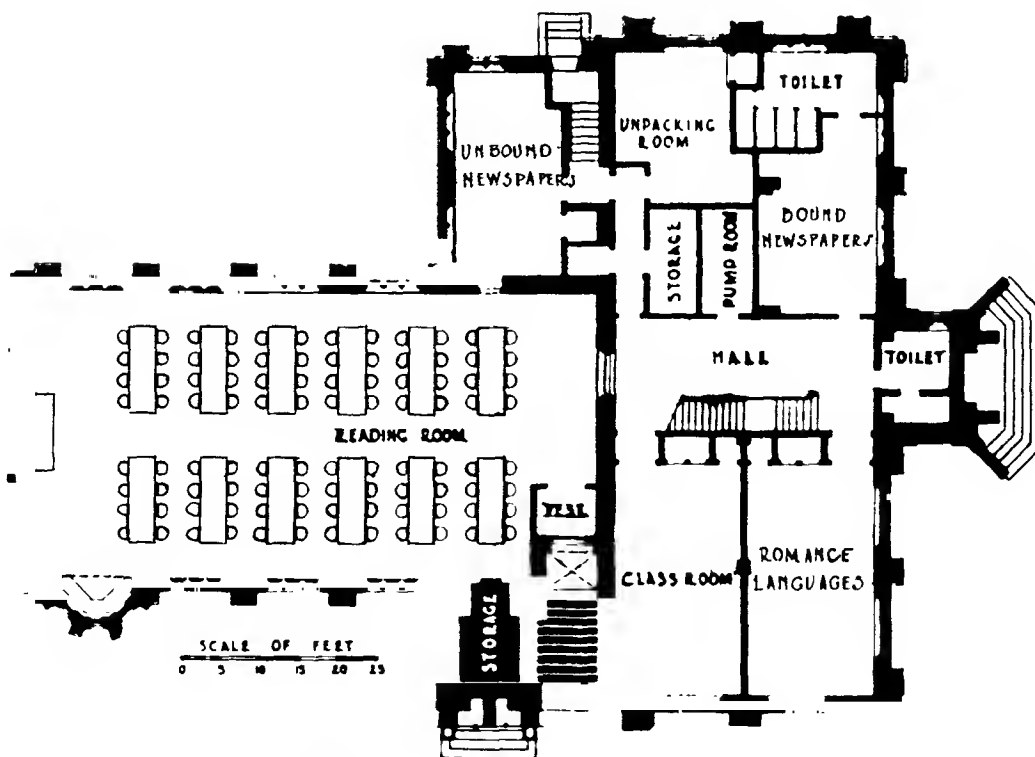 TOILET
UNPACKING
ROOM
UNBOUND
NEWSPAPERS
BOUND
NEWSPAPERS
STORAGE
PUMP ROOM
HALL
TOILET
READING ROOM
CLASS ROOM
ROMANCE
LANGUAGES
STORAGE
SCALE OF FEET
0 5 10 15 20 25